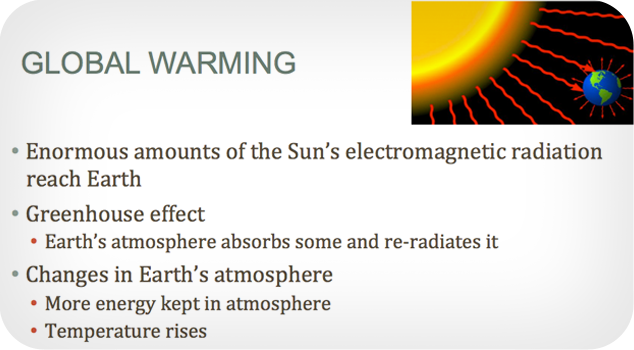 GLOBAL WARMING
• Enormous amounts of the Sun’s electromagnetic radiation
reach Earth
• Greenhouse effect
• Earth’s atmosphere absorbs some and re-radiates it
• Changes in Earth’s atmosphere
• More energy kept in atmosphere
• Temperature rises